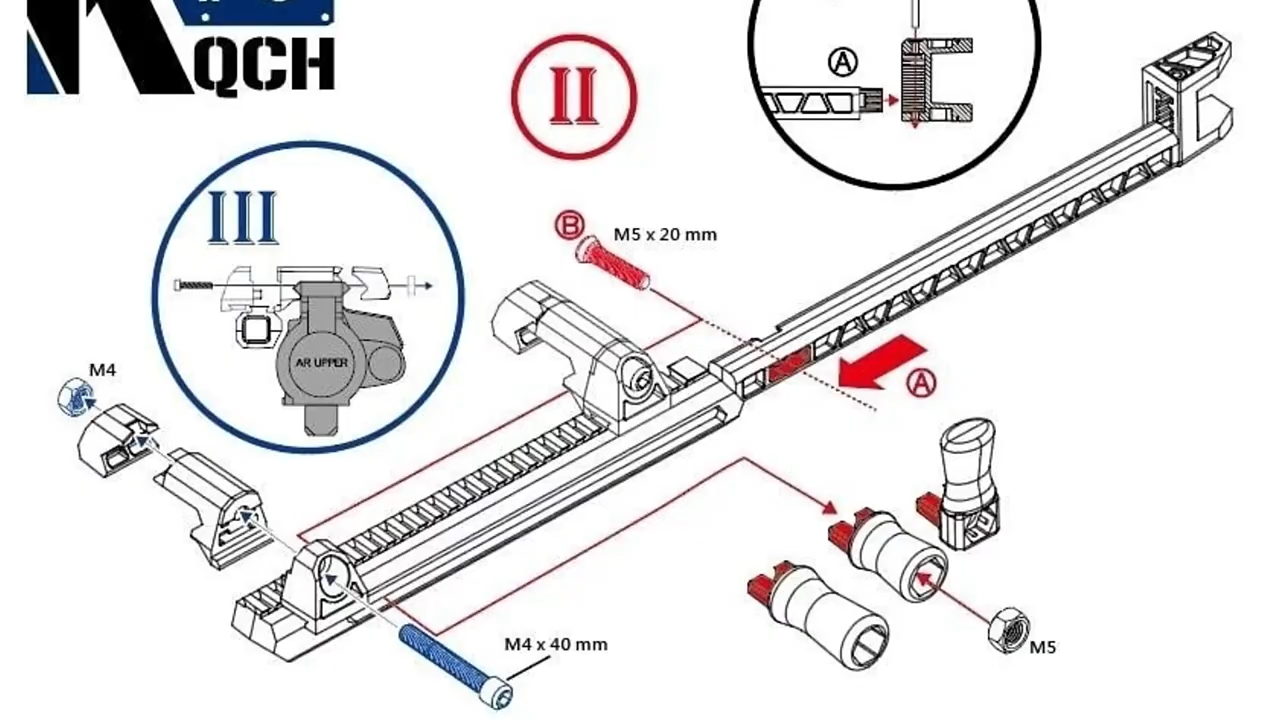 QCH
II
A
III
B
M5 x 20 mm
AR UPPER
M4
A
M4 x 40 mm
M5